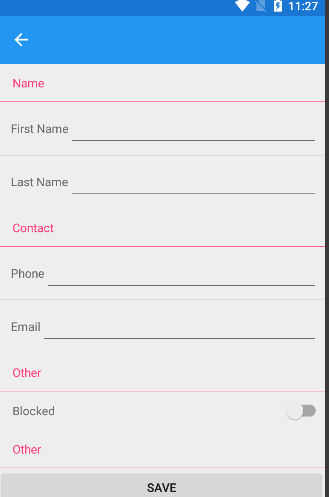 11:27
Name
First Name
Last Name
Contact
Phone
Email
Other
Blocked
Other
SAVE